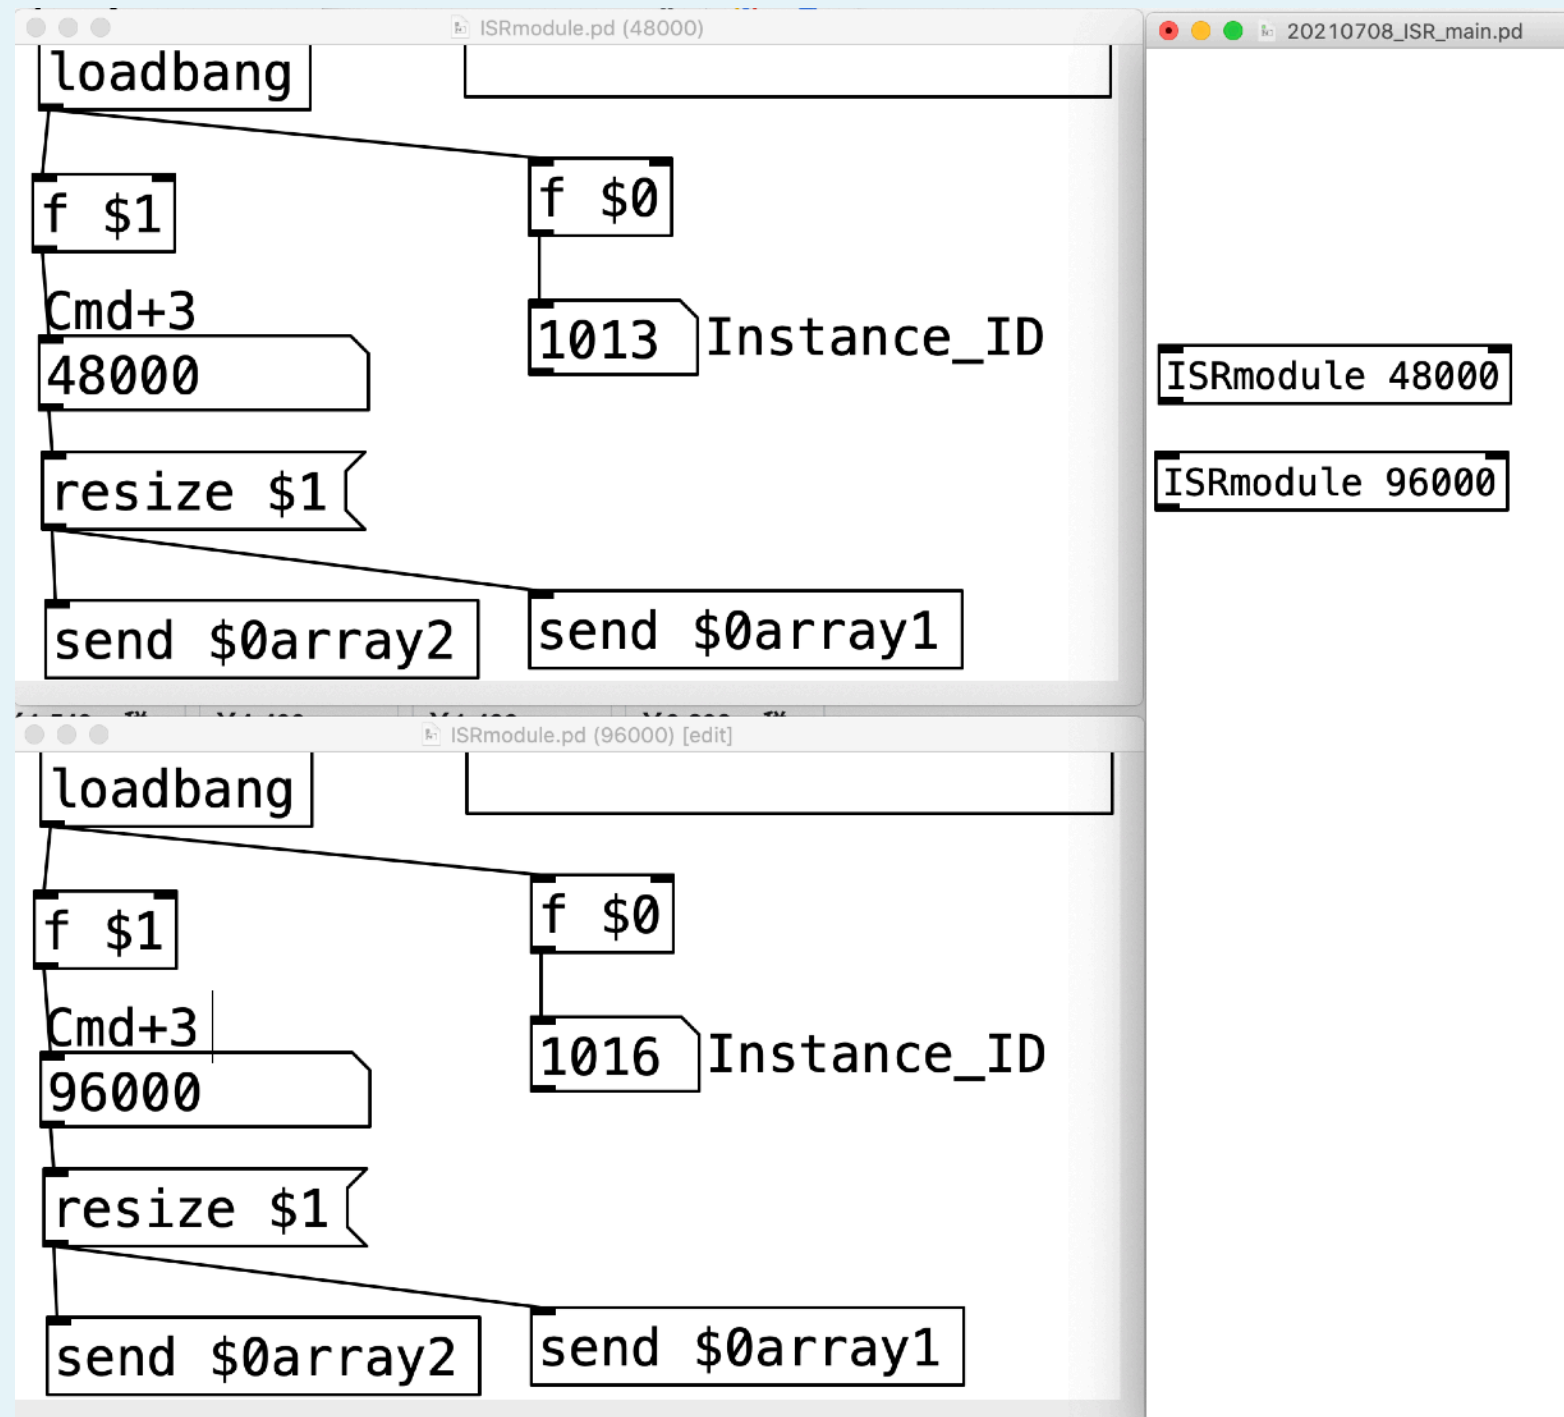 ISRmodule.pd (48000)
loadbang
f $1
f $0
Cmd+3
48000
1013
Instance_ID
resize $1
send $0array2
send $0array1
ISRmodule.pd (96000) [edit]
loadbang
f $1
f $0
Cmd+3
96000
1016
Instance_ID
resize $1
send $0array2
send $0array1
20210708_ISR_main.pd
ISRmodule 48000
ISRmodule 96000